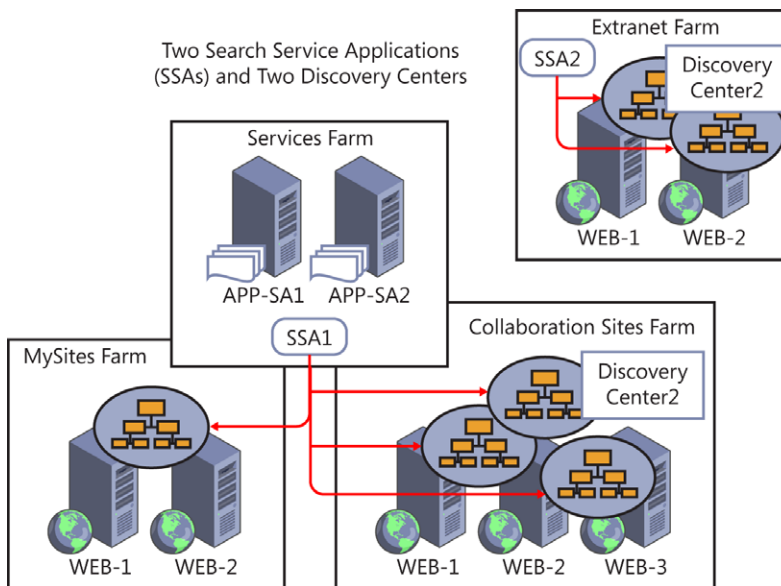 Two Search Service Applications
(SSAs) and Two Discovery Centers
Extranet Farm
SSA2
Discovery
Center2
WEB-1
WEB-2
Services Farm
APP-SA1
APP-SA2
SSA1
MySites Farm
WEB-1
WEB-2
Collaboration Sites Farm
Discovery
Center2
WEB-1
WEB-2
WEB-3